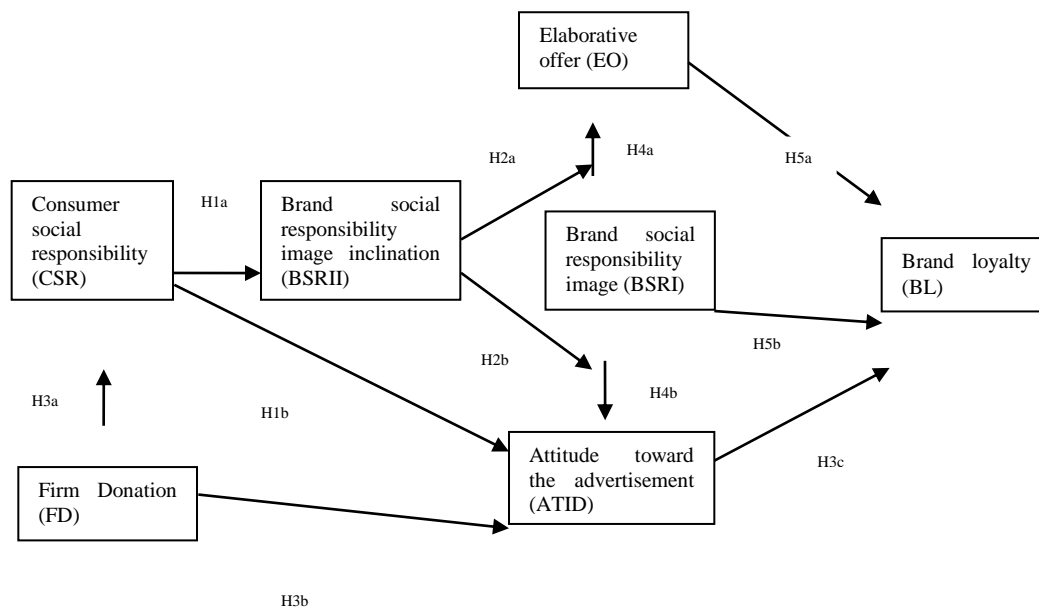 Elaborative
offer (EO)
H2a
H4a
H5a
Consumer
social
responsibility
(CSR)
H1a
Brand social
responsibility
image inclination
(BSRII)
Brand social
responsibility
image (BSRI)
Brand loyalty
(BL)
H5b
H2b
H4b
H3a
H1b
Attitude toward
the advertisement
(ATID)
H3c
Firm Donation
(FD)
H3b